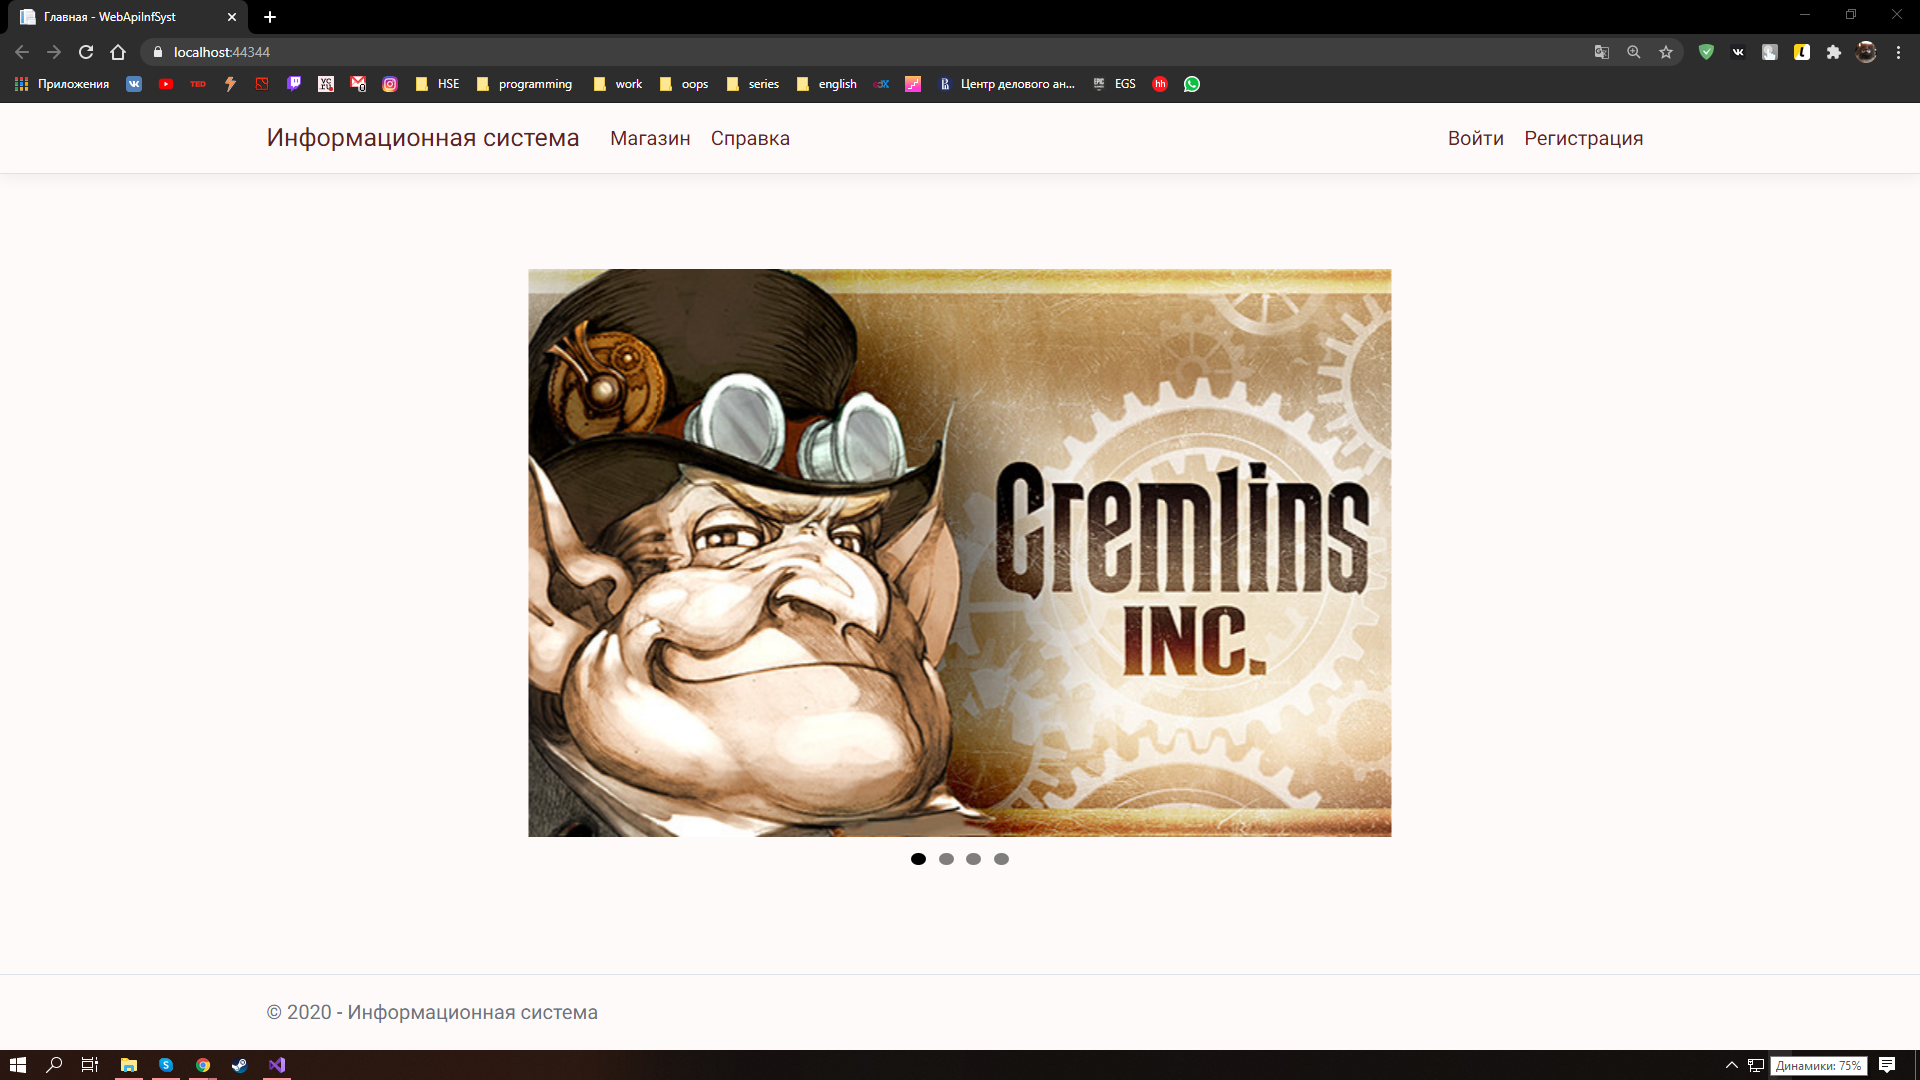 Главная - WebApiInfSyst
localhost:44344
Приложения
TED
HSE
programming
work
oops
series
english
Центр делового ан...
EGS
hh
Информационная система
Магазин
Справка
Войти
Регистрация
Gremlins
INC.
© 2020 - Информационная система
Динамики: 75%